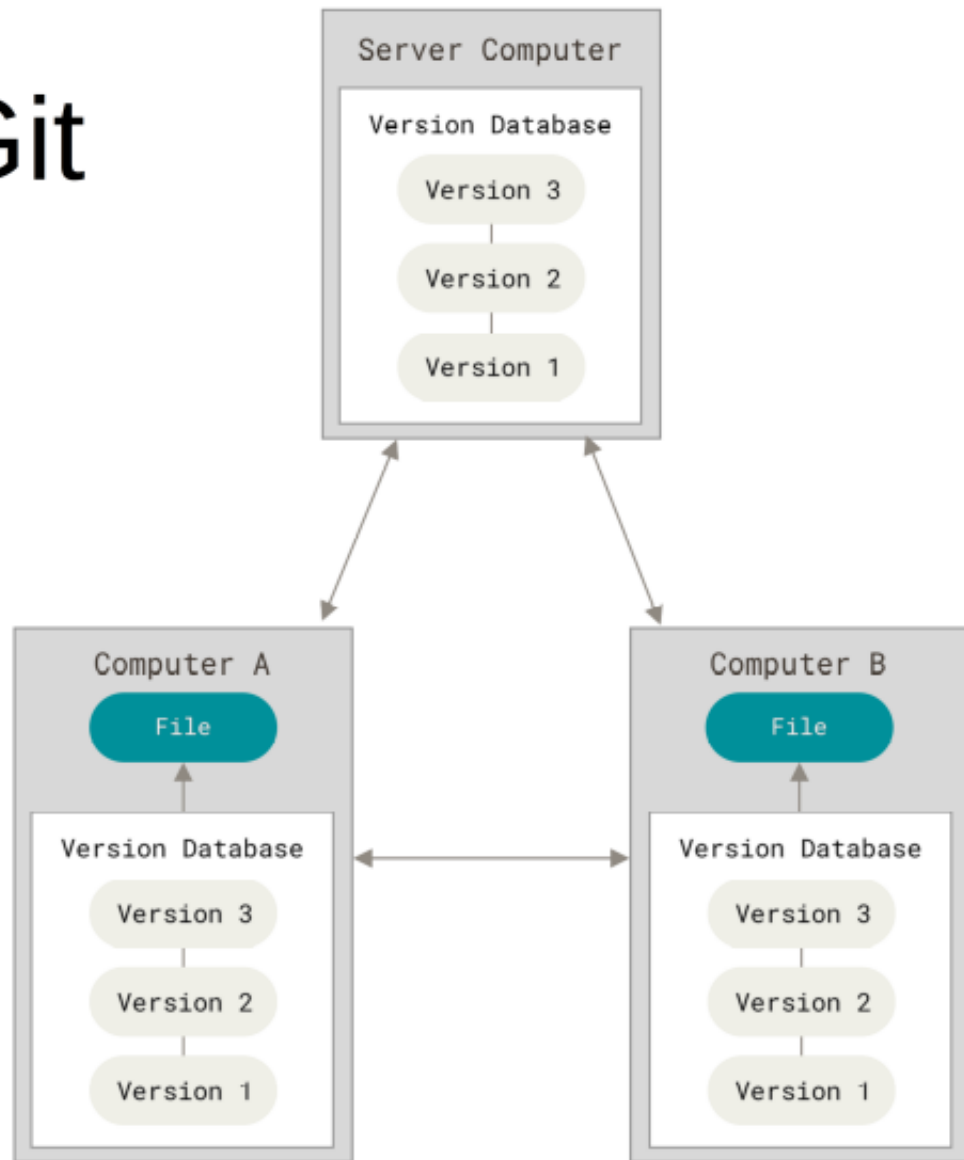 Git
Server Computer
Version Database
Version 3
Version 2
Version 1
Computer A
File
Version Database
Version 3
Version 2
Version 1
Computer B
File
Version Database
Version 3
Version 2
Version 1